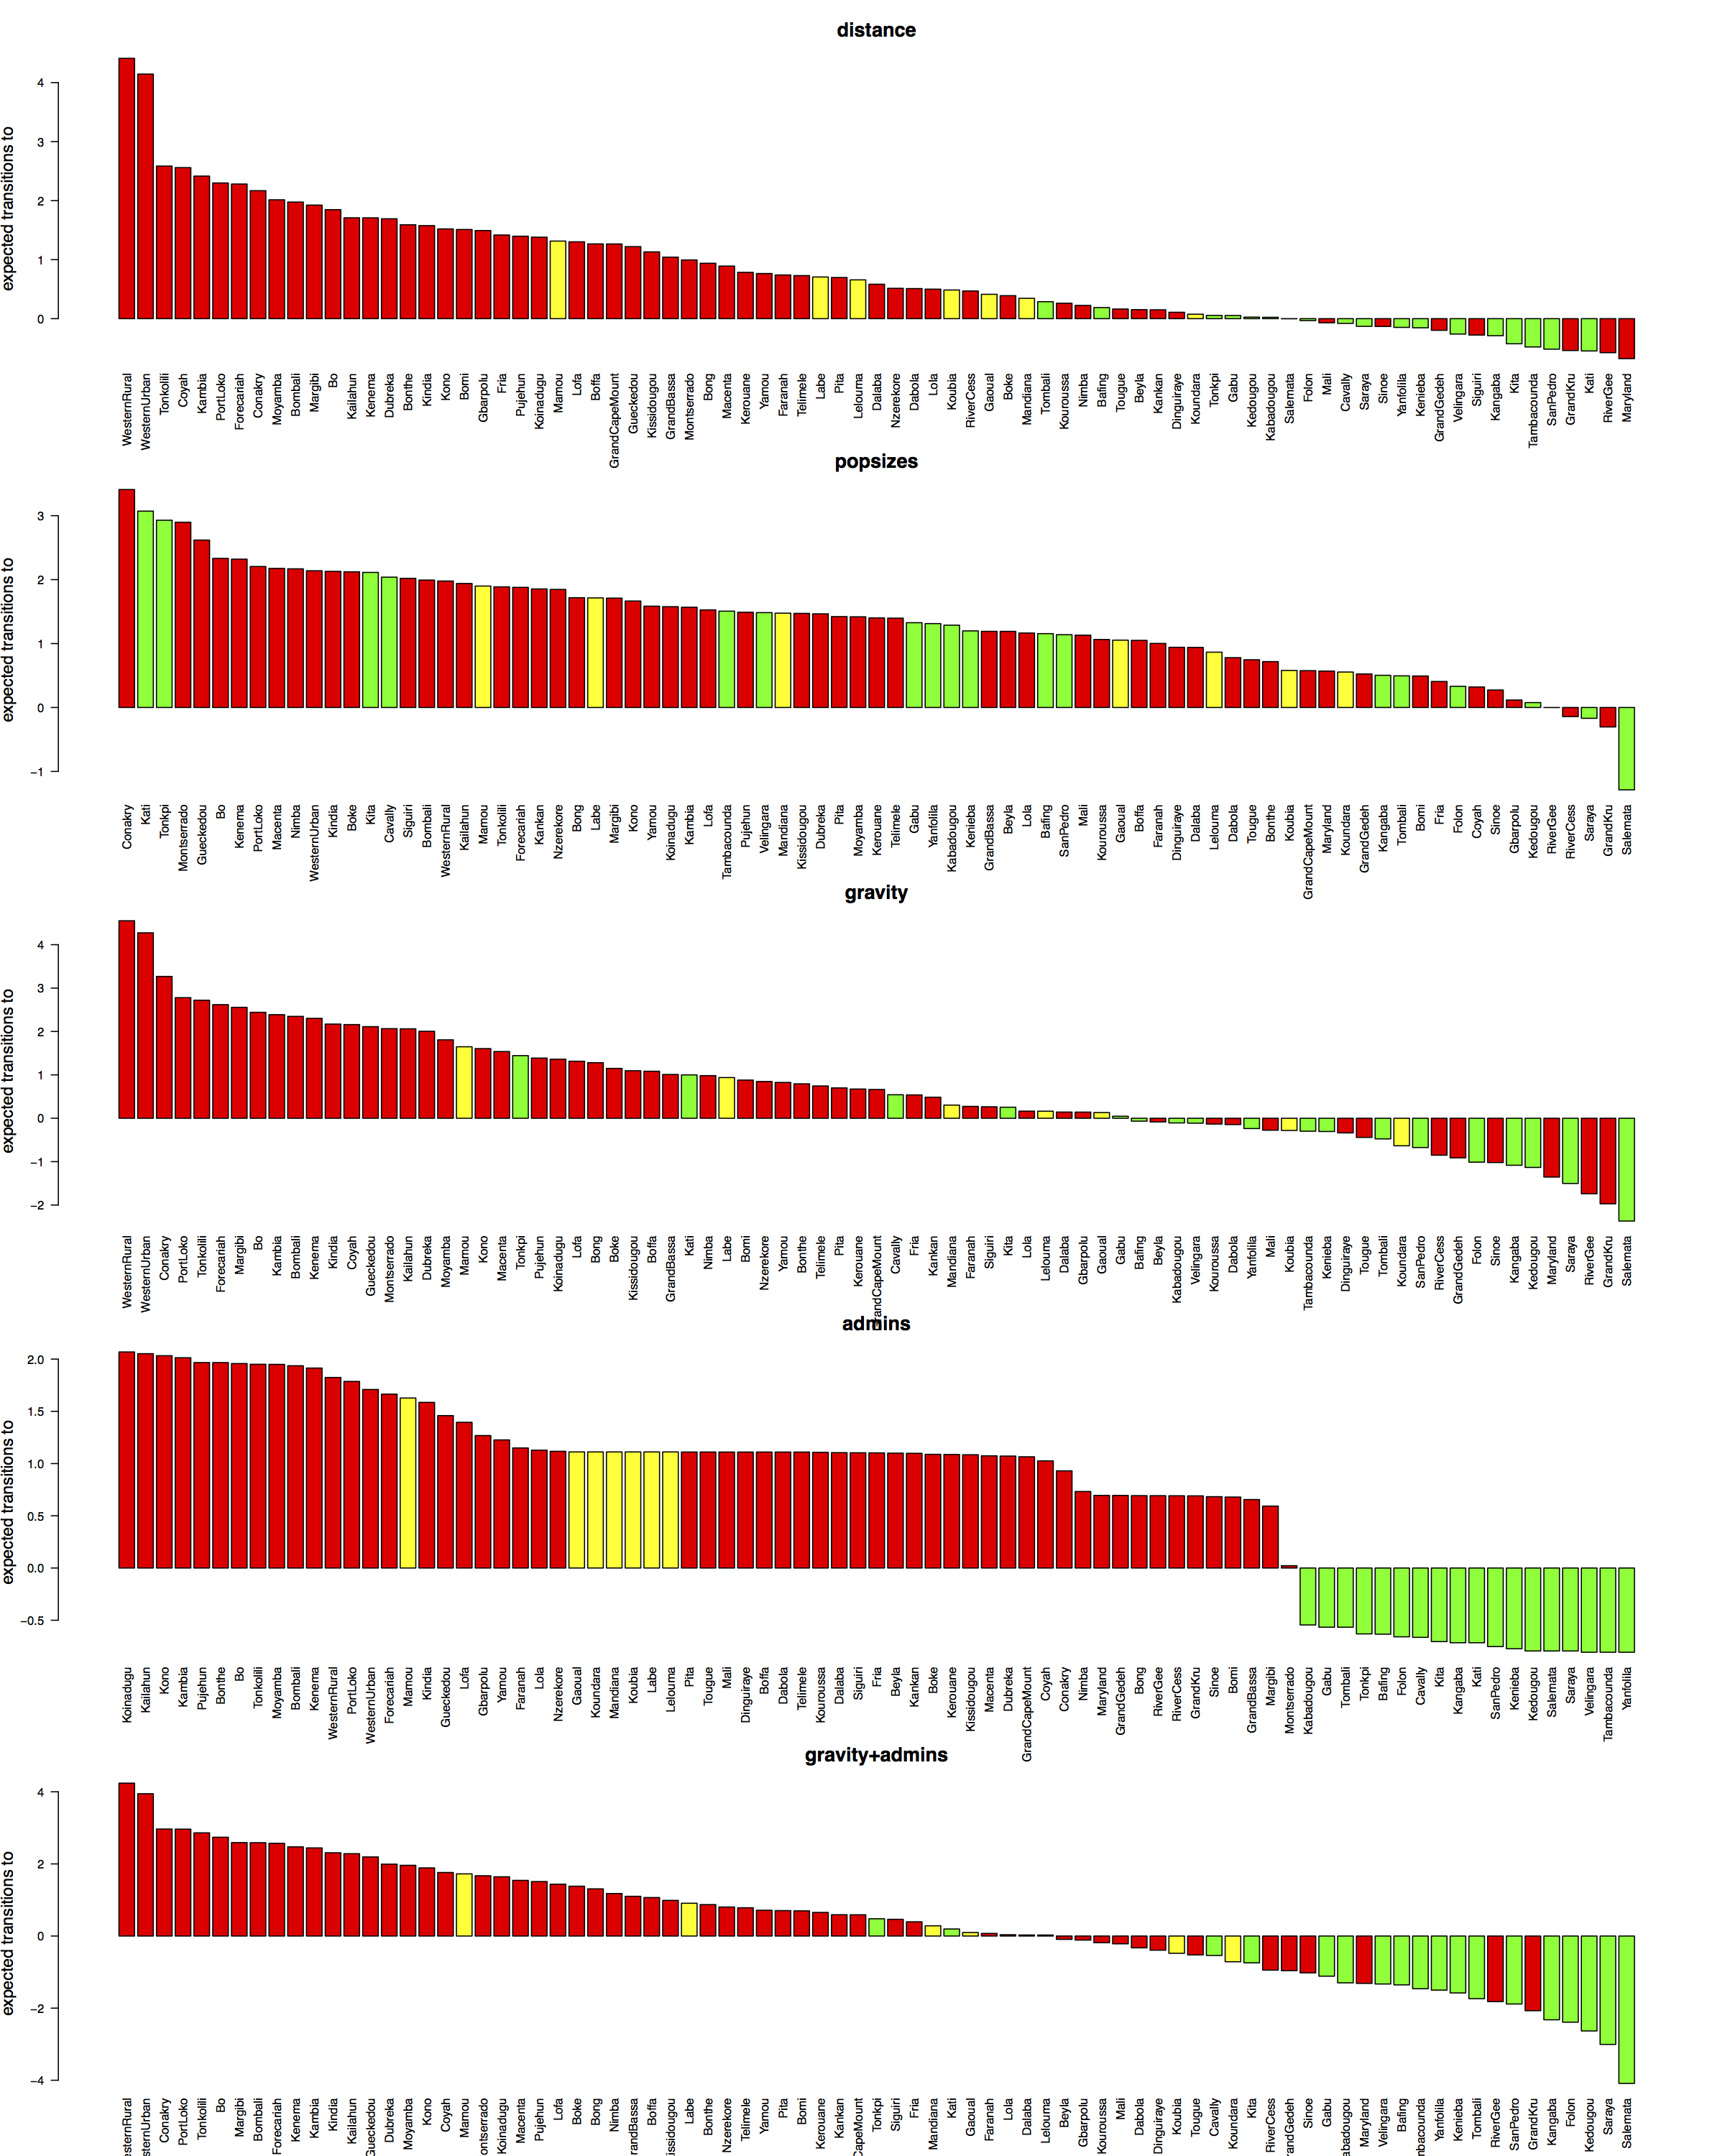 distance
expected transitions to
4
3
2
1
0
WesternRural WesternUrban Tonkolili Coyah Kambia PortLoko Forecariah Conakry Moyamba Bombali Margibi Bo Kailahun Kenema Dubreka Bonthe Kindia Kono Bomi Gbarpolu Fria Pujehun Koinadugu Mamou Lofa Boffa GrandCapeMount Gueckedou Kissidougou GrandBassa Montserrado Bong Macenta Kerouane Yamou Faranah Telimele Labe Pita Lelouma Dalaba Nzerekore Dabola Lola Koubia RiverCess Gaoual Boke Mandiana Tombali Kouroussa Nimba Bafing Tougue Beyla Kankan Dinguiraye Koundara Tonkpi Gabu Kedougou Kabadougou Salemata Folon Mali Cavally Saraya Sinoe Yanfolila Kenieba GrandGedeh Velingara Siguiri Kangaba Kita Tambacounda SanPedro GrandKru Kati RiverGee Maryland
popsizes
expected transitions to
3
2
1
0
−1
Conakry Kati Tonkpi Montserrado Gueckedou Bo Kenema PortLoko Macenta Nimba WesternUrban Kindia Boke Kita Cavally Siguiri Bombali WesternRural Kailahun Mamou Tonkolili Forecariah Kankan Nzerekore Bong Labe Margibi Kono Yamou Koinadugu Kambia Lofa Tambacounda Pujehun Velingara Mandiana Kissidougou Dubreka Pita Moyamba Kerouane Telimele Gabu Yanfolila Kabadougou Kenieba GrandBassa Beyla Lola Bafing SanPedro Mali Kouroussa Gaoual Boffa Faranah Dinguiraye Dalaba Lelouma Dabola Tougue Bonthe Koubia GrandCapeMount Maryland Koundara GrandGedeh Kangaba Tombali Bomi Fria Folon Coyah Sinoe Gbarpolu Kedougou RiverGee RiverCess Saraya GrandKru Salemata
gravity
expected transitions to
4
3
2
1
0
−1
−2
WesternRural WesternUrban Conakry PortLoko Tonkolili Forecariah Margibi Bo Kambia Bombali Kenema Kindia Coyah Gueckedou Montserrado Kailahun Dubreka Moyamba Mamou Kono Macenta Tonkpi Pujehun Koinadugu Lofa Bong Boke Kissidougou Boffa GrandBassa Kati Nimba Labe Bomi Nzerekore Yamou Bonthe Telimele Pita Kerouane GrandCapeMount Cavally Fria Kankan Mandiana Faranah Siguiri Kita Lola Lelouma Dalaba Gbarpolu Gaoual Gabu Bafing Beyla Kabadougou Velingara Kouroussa Dabola Yanfolila Mali Koubia Tambacounda Kenieba Dinguiraye Tougue Tombali Koundara SanPedro RiverCess GrandGedeh Folon Sinoe Kangaba Kedougou Maryland Saraya RiverGee GrandKru Salemata
admins
expected transitions to
2.0
1.5
1.0
0.5
0.0
−0.5
Koinadugu Kailahun Kono Kambia Pujehun Bonthe Bo Tonkolili Moyamba Bombali Kenema WesternRural PortLoko WesternUrban Forecariah Mamou Kindia Gueckedou Lofa Gbarpolu Yamou Faranah Lola Nzerekore Gaoual Koundara Mandiana Koubia Labe Lelouma Pita Tougue Mali Dinguiraye Boffa Dabola Telimele Kouroussa Dalaba Siguiri Fria Beyla Kankan Boke Kerouane Kissidougou Macenta Dubreka GrandCapeMount Coyah Conakry Nimba Maryland GrandGedeh Bong RiverGee RiverCess GrandKru Sinoe Bomi GrandBassa Margibi Montserrado Kabadougou Gabu Tombali Tonkpi Bafing Folon Cavally Kita Kangaba Kati SanPedro Kenieba Kedougou Salemata Saraya Velingara Tambacounda Yanfolila
gravity+admins
expected transitions to
4
2
0
−2
−4
sternRural sternUrban Conakry PortLoko Tonkolili Bo Margibi Bombali Forecariah Kenema Kambia Kindia Kailahun Gueckedou Dubreka Moyamba Kono Coyah Mamou ontserrado Koinadugu Macenta Pujehun Lofa Boke Bong Nimba randBassa Boffa issidougou Labe Bonthe Nzerekore Telimele Yamou Pita Bomi Kerouane Kankan CapeMount Tonkpi Siguiri Fria Mandiana Kati Gaoual Faranah Lola Dalaba Lelouma Beyla Gbarpolu Kouroussa Mali Dabola Dinguiraye Koubia Tougue Cavally Koundara Kita RiverCess randGedeh Sinoe Gabu abadougou Maryland Velingara Bafing mbacounda Yanfolila Kenieba Tombali RiverGee SanPedro GrandKru Kangaba Folon Kedougou Saraya Salemata